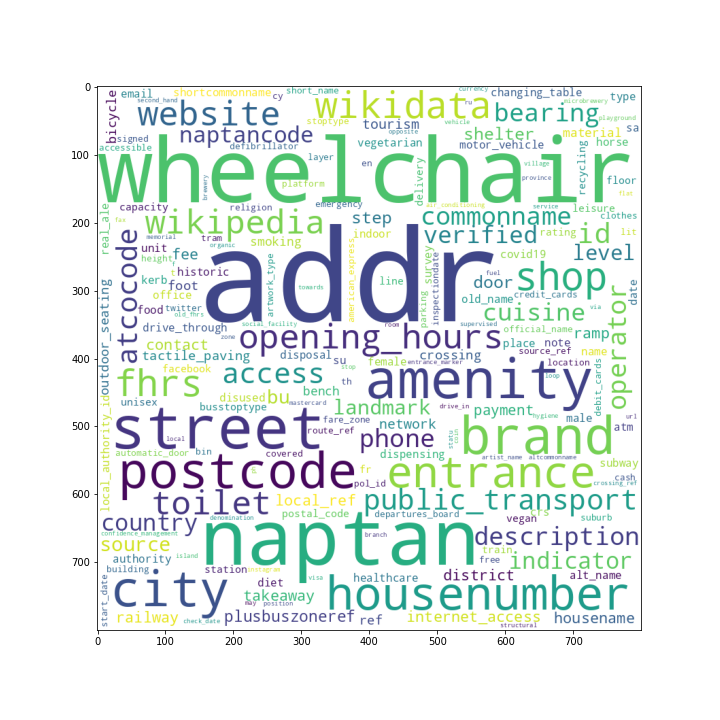 0
100
200
300
400
500
600
700
0 100 200 300 400 500 600 700
email shortcommonname cy short_name currency changing_table type
second_hand wikidata ru microbrewery
bicycle website stoptype tourism bearing playground
signed naptancode opposite vehicle shelter material sa
accessible defibrillator vegetarian motor_vehicle horse
layer en village recycling
wheelchair
platform delivery province floor
brewery emergency air_conditioning flat
capacity religion service leisure clothes
real_ale fax wikipedia step commonname
memorial tram organic indoor verified rating id lit
unit smoking
height fee addr survey covid19 level
atcocode historic artwork_type american_express line inspectiondate fuel door shop date
kerb foot towards parking credit_cards via
office old_name
food twitter old_fhrs cuisine operator
outdoor_seating drive_through social_facility room supervised official_name ramp
zone opening_hours place note
contact source_ref name
tactile_paving disposal su crossing location
facebook female entrance_marker
fhrs access stop amenity loop debit_cards
th
unisex disused bu bench
mastercard drive_in
busstoptype landmark payment hygiene male url
local_authority_id fare_zone network atm
street route_ref phone brand
local
automatic_door bin covered dispensing artist_name altcommonname
g fr subway
postcode pol_id entrance cash
crossing_ref
toilet local_ref public_transport
country denomination postal_code departures_board vegan suburb
confidence_management naptan branch description
source
authority island train
station instagram free indicator
building visa healthcare district alt_name
start_date city diet
takeaway housenumber
may position
railway check_date plusbuszoneref ref internet_access housename
structural